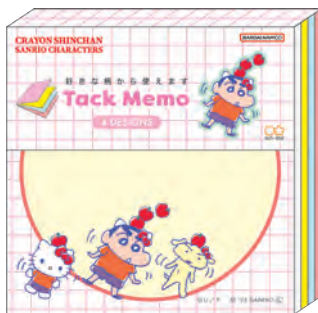 CRAYON SHINCHAN
SANRIO CHARACTERS
BANDAI NAMCO
好きな柄から使えます
Tack Memo
4 DESIGNS